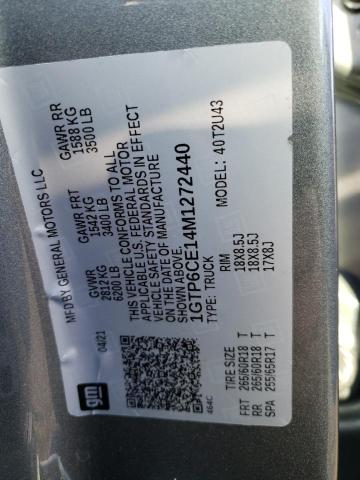 MFD BY GENERAL MOTORS LLC
gm
04/21
GVWR
2812 KG
6200 LB
GAWR FRT
1542 KG
3400 LB
GAWR RR
1588 KG
3500 LB
THIS VEHICLE CONFORMS TO ALL
APPLICABLE U.S. FEDERAL MOTOR
VEHICLE SAFETY STANDARDS IN EFFECT
ON THE DATE OF MANUFACTURE
SHOWN ABOVE.
1GTP6CE14M1272440
TYPE: TRUCK
MODEL: 40T2U43
464C
TIRE SIZE RIM
FRT 265/60R18 T 18X8.5J
RR 265/60R18 T 18X8.5J
SPA 255/65R17 T 17X8J